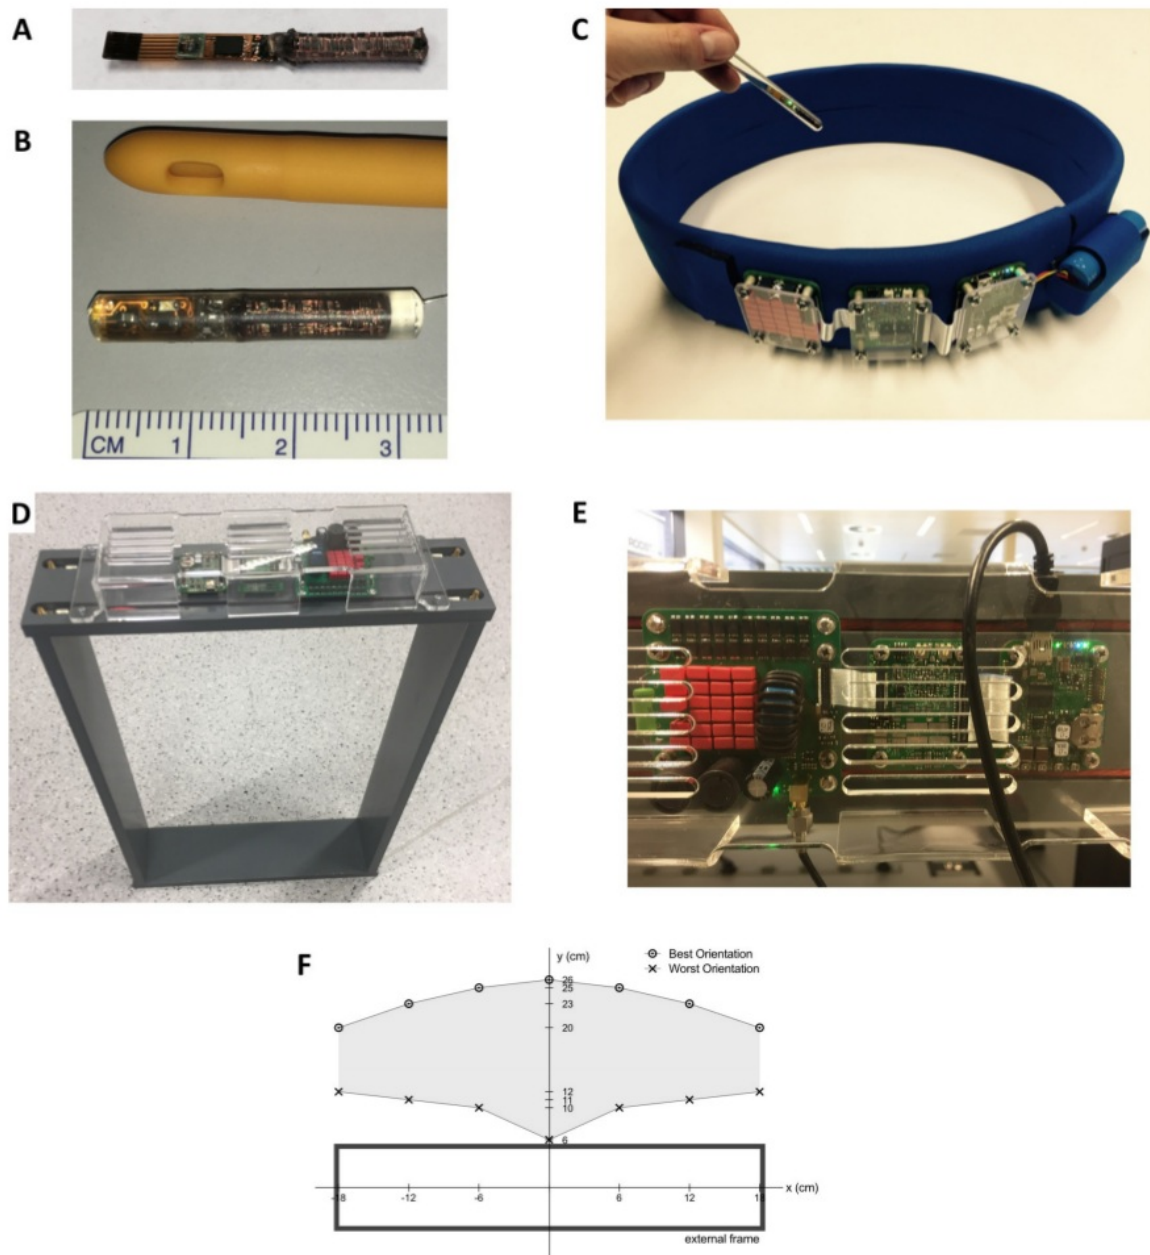 A
B
CM 1 2 3
C
D
E
F
y (cm)
Best Orientation
Worst Orientation
26
25
23
20
12
11
10
6
-18 -12 -6 6 12 18 x (cm)
external frame